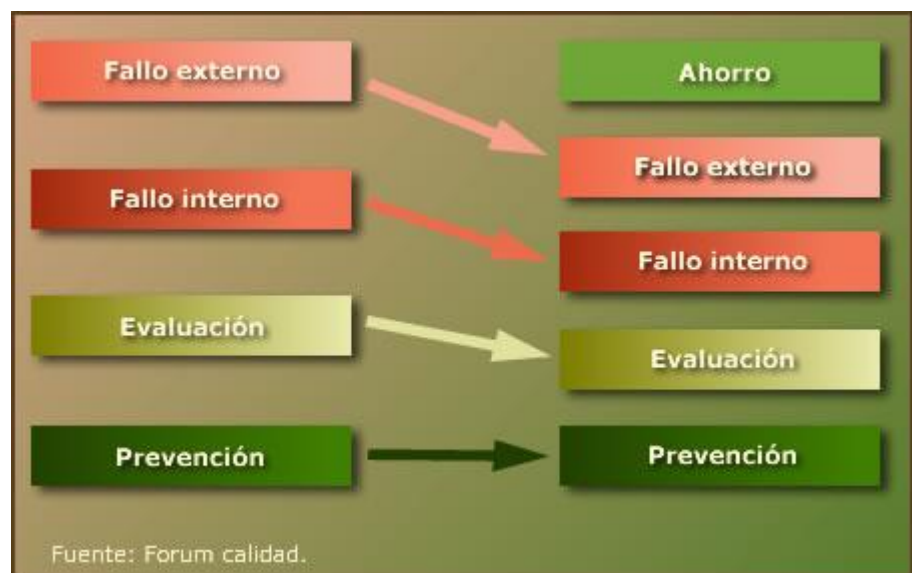 Fallo externo
Ahorro
Fallo externo
Fallo interno
Fallo interno
Evaluación
Evaluación
Prevención
Prevención
Fuente: Forum calidad.